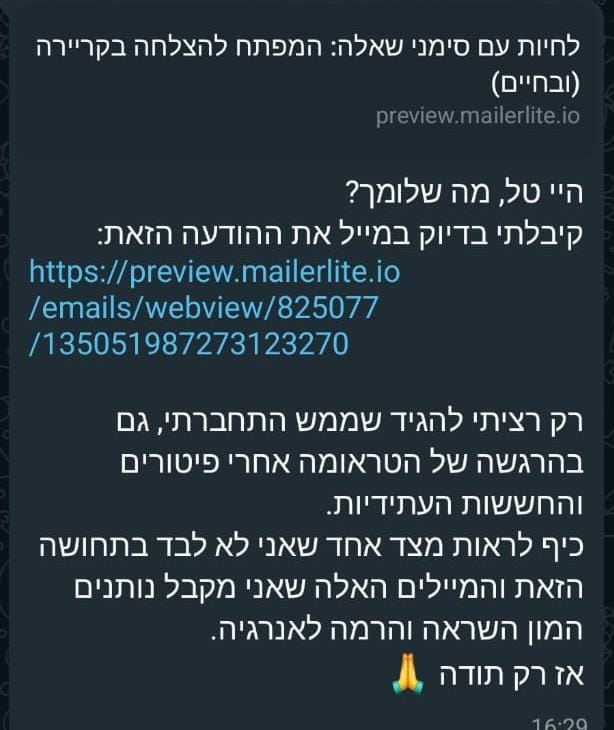 לחיות עם סימני שאלה: המפתח להצלחה בקריירה
(ובחיים)
preview.mailerlite.io
היי טל, מה שלומך?
קיבלתי בדיוק במייל את ההודעה הזאת:
https://preview.mailerlite.io
/emails/webview/825077
/135051987273123270
רק רציתי להגיד שממש התחברתי, גם
בהרגשה של הטראומה אחרי פיטורים
והחששות העתידיות.
כיף לראות מצד אחד שאני לא לבד בתחושה
הזאת והמיילים האלה שאני מקבל נותנים
המון השראה והרמה לאנרגיה.
אז רק תודה 🙏
16:29